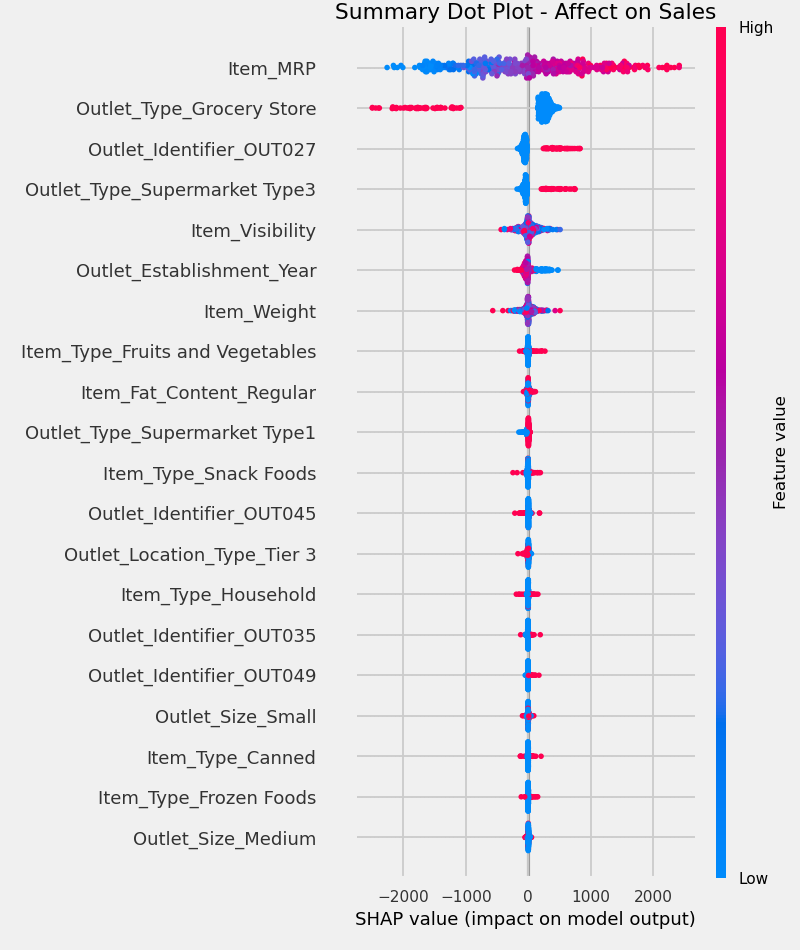 Summary Dot Plot - Affect on Sales
High
Item_MRP
Outlet_Type_Grocery Store
Outlet_Identifier_OUT027
Outlet_Type_Supermarket Type3
Item_Visibility
Outlet_Establishment_Year
Item_Weight
Item_Type_Fruits and Vegetables
Item_Fat_Content_Regular
Outlet_Type_Supermarket Type1
Item_Type_Snack Foods
Outlet_Identifier_OUT045
Outlet_Location_Type_Tier 3
Item_Type_Household
Outlet_Identifier_OUT035
Outlet_Identifier_OUT049
Outlet_Size_Small
Item_Type_Canned
Item_Type_Frozen Foods
Outlet_Size_Medium
Feature value
Low
−2000 −1000 0 1000 2000
SHAP value (impact on model output)